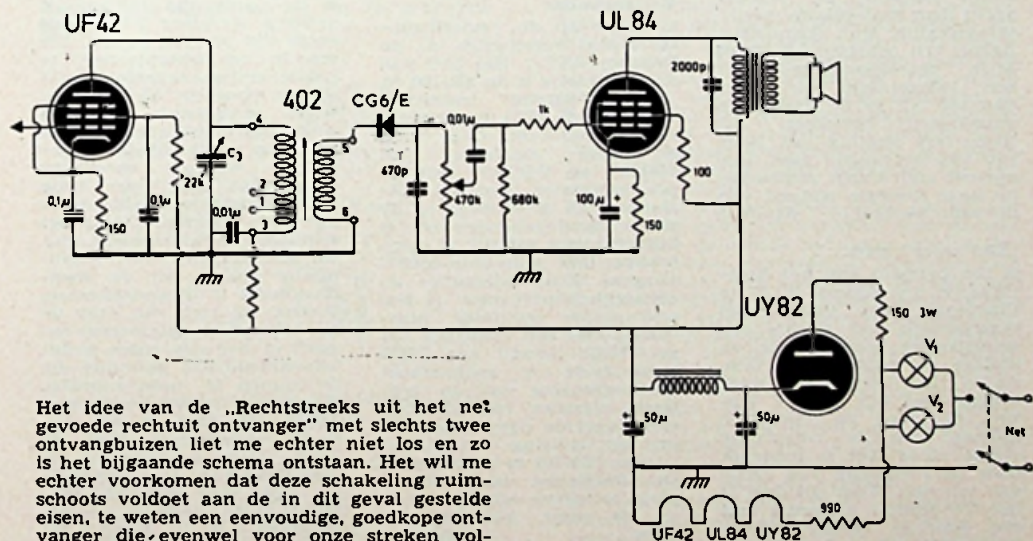 UF42
UL84
2000p
402
CG6/E
4
C3
22k
2
1
3
0,01µ
5
6
0,1µ
150
0,1µ
470p
0,01µ
470k
1k
680k
100µ
+
150
100
UY82
150 3W
V1
V2
Net
50µ
+
50µ
+
990
UF42 UL84 UY82
Het idee van de „Rechtstreeks uit het net
gevoede rechtuit ontvanger” met slechts twee
ontvangbuizen liet me echter niet los en zo
is het bijgaande schema ontstaan. Het wil me
echter voorkomen dat deze schakeling ruim-
schoots voldoet aan de in dit geval gestelde
eisen, te weten een eenvoudige, goedkope ont-
vanger die evenwel voor onze streken vol-